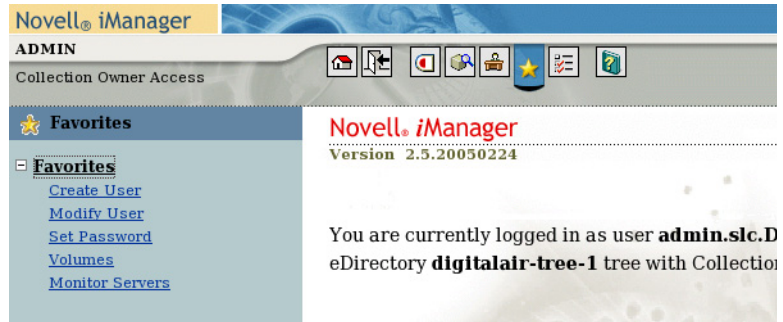 Novell® iManager
ADMIN
Collection Owner Access
Favorites
Favorites
Create User
Modify User
Set Password
Volumes
Monitor Servers
Novell® iManager
Version 2.5.20050224
You are currently logged in as user admin.slc.D
eDirectory digitalair-tree-1 tree with Collection